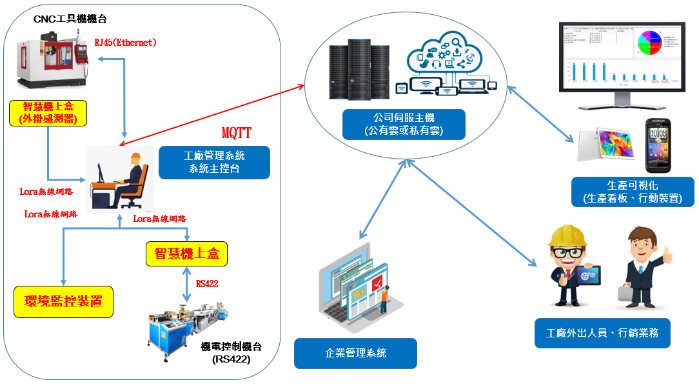 CNC工具機機台
RJ45(Ethernet)
智慧機上盒
(外掛感測器)
MQTT
工廠管理系統
系統主控台
Lora無線網路
Lora無線網路
Lora無線網路
智慧機上盒
RS422
環境監控裝置
機電控制機台
(RS422)
公司伺服主機
(公有雲或私有雲)
生產可視化
(生產看板、行動裝置)
企業管理系統
工廠外出人員、行銷業務